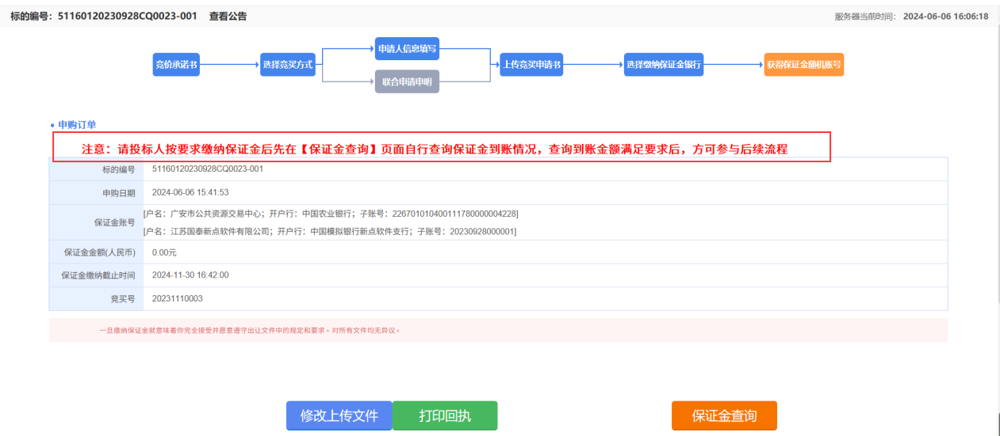 标的编号：51160120230928CQ0023-001 查看公告 服务器当前时间： 2024-06-06 16:06:18
申请人信息填写
竞价承诺书 选择竞买方式 上传竞买申请书 选择缴纳保证金银行 获得保证金随机账号
联合申请申明
申购订单
注意：请投标人按要求缴纳保证金后先在【保证金查询】页面自行查询保证金到账情况，查询到账金额满足要求后，方可参与后续流程
标的编号 51160120230928CQ0023-001
申购日期 2024-06-06 15:41:53
保证金账号 [户名：广安市公共资源交易中心；开户行：中国农业银行；子账号：226701010400111780000004228]
[户名：江苏国泰新点软件有限公司；开户行：中国模拟银行新点软件支行；子账号：20230928000001]
保证金金额(人民币) 0.00元
保证金缴纳截止时间 2024-11-30 16:42:00
竞买号 20231110003
一旦缴纳保证金就意味着你完全接受并愿意遵守出让文件中的规定和要求。对所有文件均无异议。
修改上传文件 打印回执 保证金查询